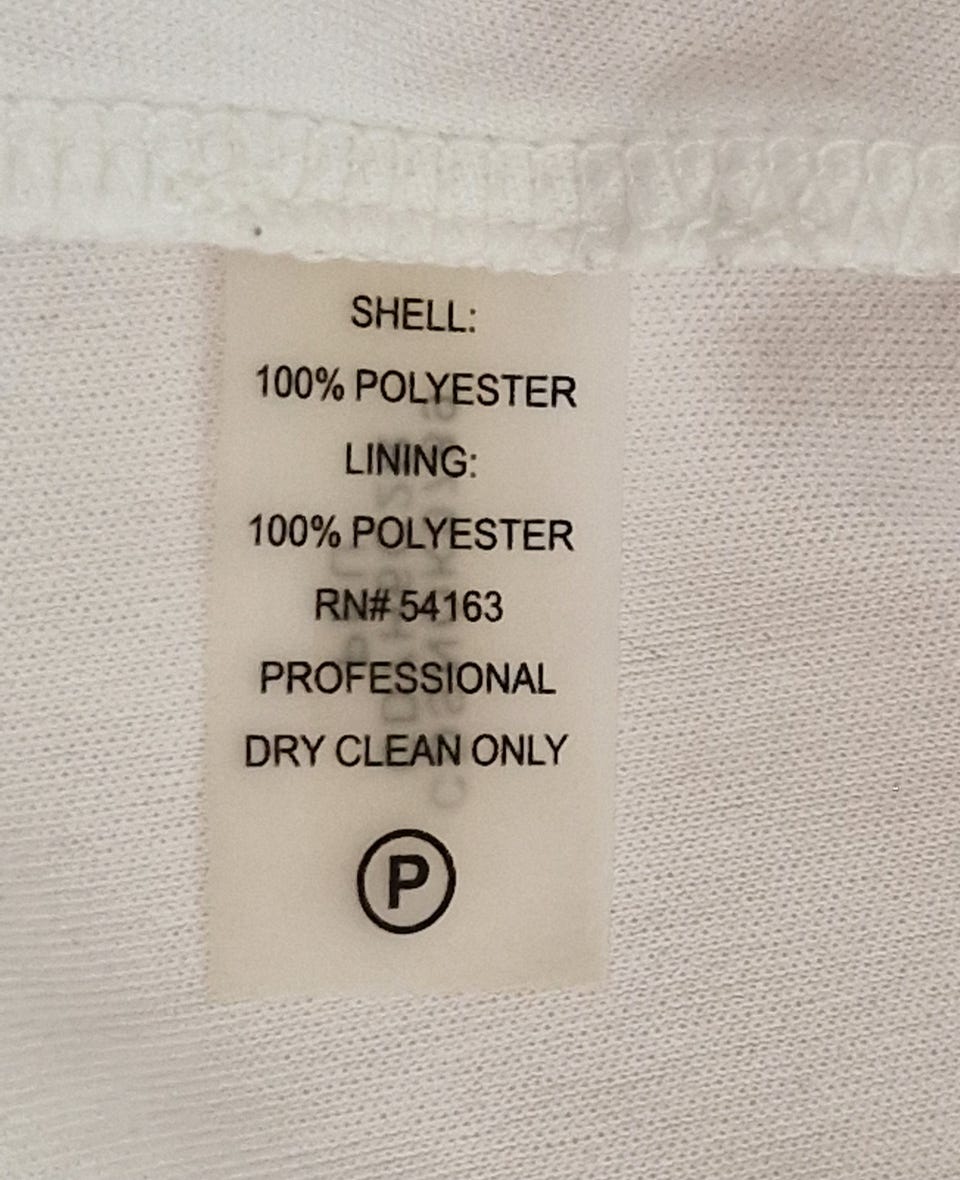 SHELL:
100% POLYESTER
LINING:
100% POLYESTER
RN# 54163
PROFESSIONAL
DRY CLEAN ONLY
P